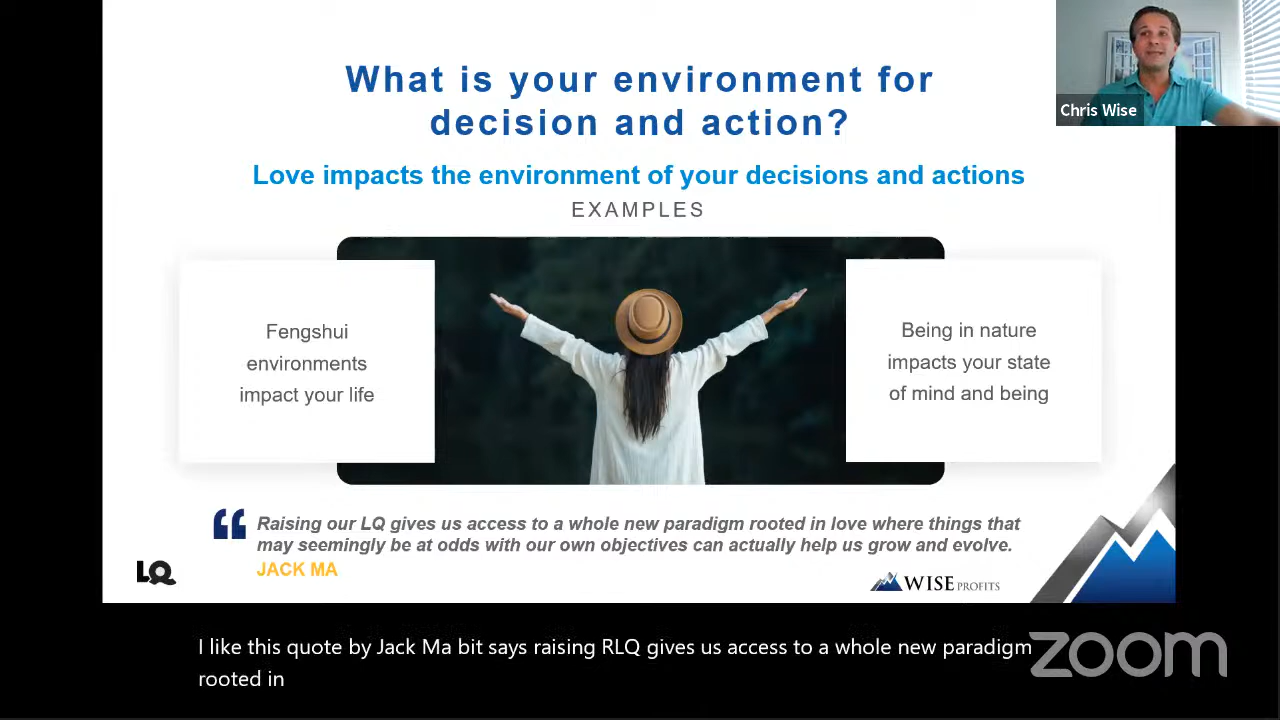 What is your environment for
decision and action?
Love impacts the environment of your decisions and actions
EXAMPLES
Fengshui
environments
impact your life
Being in nature
impacts your state
of mind and being
“ Raising our LQ gives us access to a whole new paradigm rooted in love where things that
may seemingly be at odds with our own objectives can actually help us grow and evolve.
JACK MA
LQ
WISE PROFITS
Chris Wise
I like this quote by Jack Ma bit says raising RLQ gives us access to a whole new paradigm
rooted in
zoom